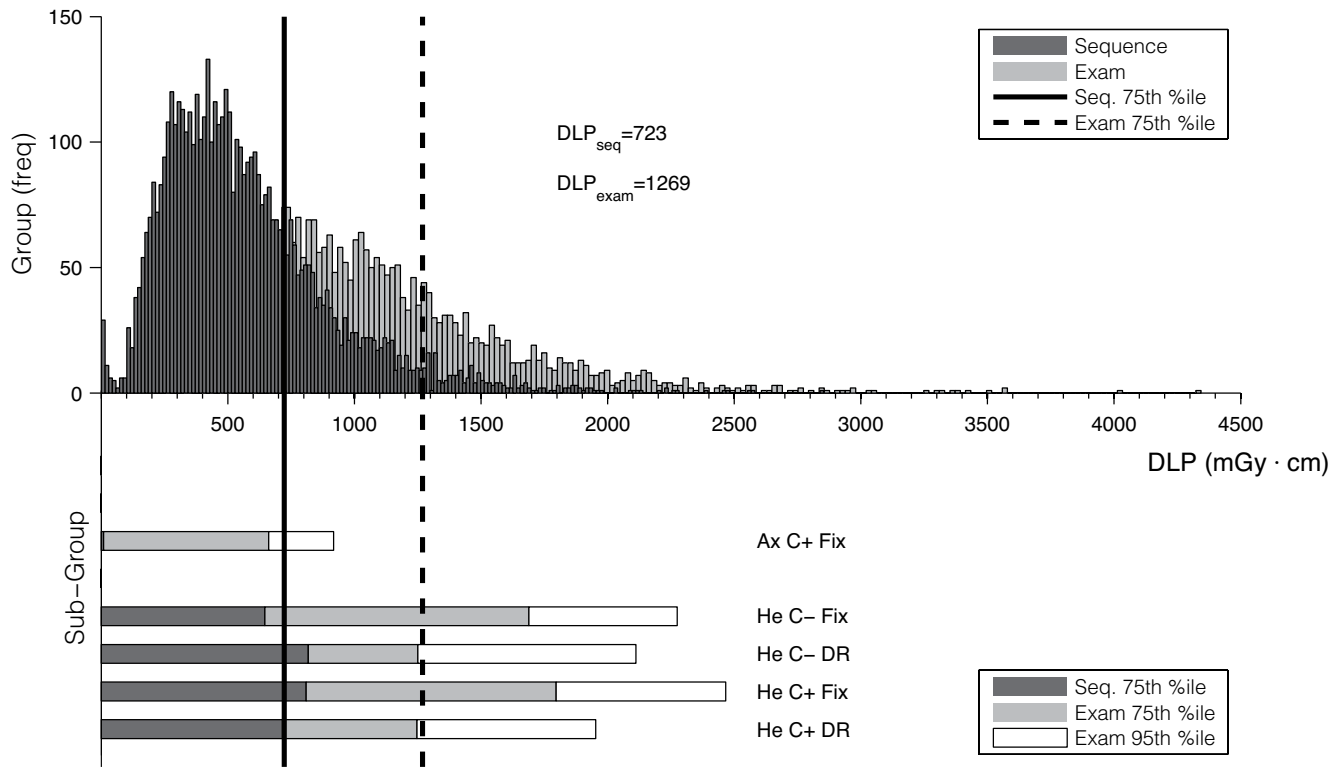 150
100
50
0
Group (freq)
Sequence
Exam
Seq. 75th %ile
Exam 75th %ile
DLPseq=723
DLPexam=1269
500 1000 1500 2000 2500 3000 3500 4000 4500
DLP (mGy · cm)
Sub−Group
Ax C+ Fix
He C− Fix
He C− DR
He C+ Fix
He C+ DR
Seq. 75th %ile
Exam 75th %ile
Exam 95th %ile